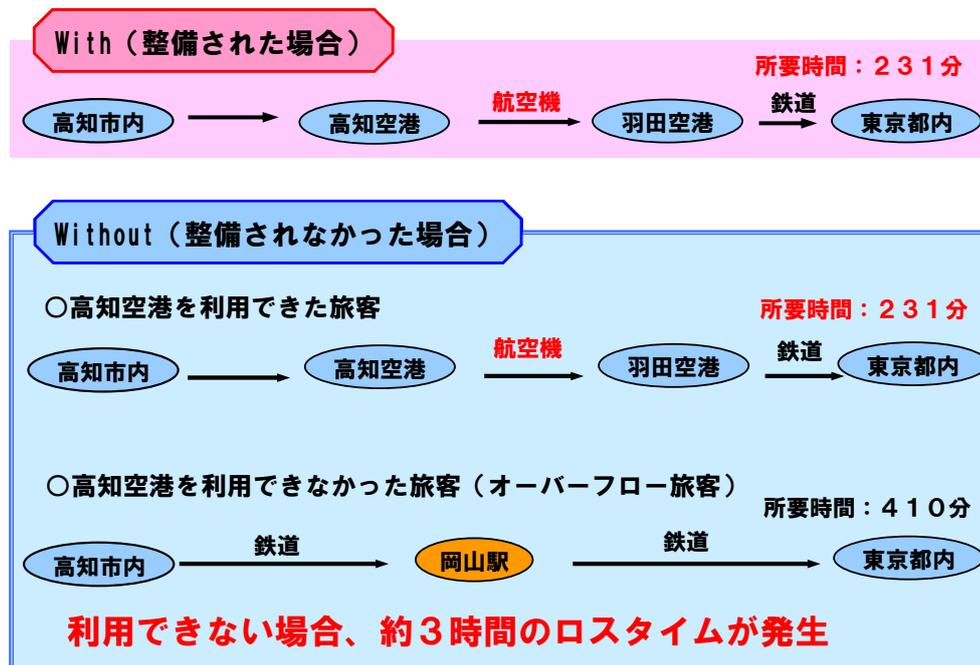 With（整備された場合）
所要時間：２３１分
高知市内
高知空港
航空機
羽田空港
鉄道
東京都内
Without（整備されなかった場合）
○高知空港を利用できた旅客
所要時間：２３１分
高知市内
高知空港
航空機
羽田空港
鉄道
東京都内
○高知空港を利用できなかった旅客（オーバーフロー旅客）
所要時間：４１０分
高知市内
鉄道
岡山駅
鉄道
東京都内
利用できない場合、約３時間のロスタイムが発生